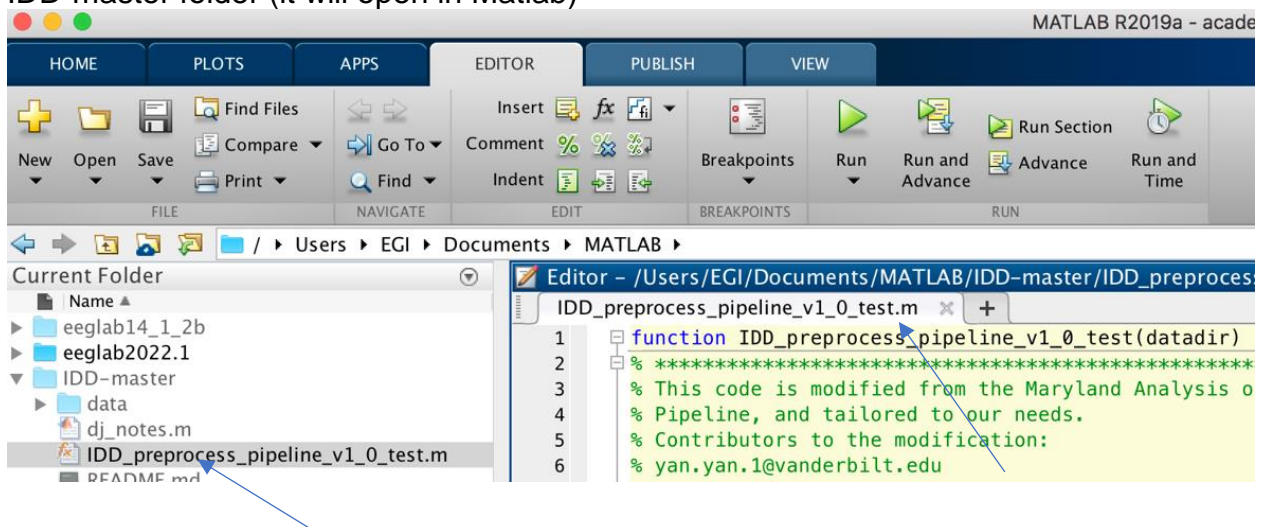 IDD-master folder (it will open in Matlab)
MATLAB R2019a - acade
HOME PLOTS APPS EDITOR PUBLISH VIEW
New Open Save
Find Files
Compare
Print
FILE
Go To
Find
NAVIGATE
Insert fx fi
Comment
Indent
EDIT
Breakpoints
BREAKPOINTS
Run
Run and
Advance
Run Section
Advance
Run and
Time
RUN
/ Users EGI Documents MATLAB
Current Folder
Name
eeglab14_1_2b
eeglab2022.1
IDD-master
data
dj_notes.m
IDD_preprocess_pipeline_v1_0_test.m
README.md
Editor - /Users/EGI/Documents/MATLAB/IDD-master/IDD_preproces
IDD_preprocess_pipeline_v1_0_test.m +
1 function IDD_preprocess_pipeline_v1_0_test(datadir)
2 % **************************************************
3 % This code is modified from the Maryland Analysis o
4 % Pipeline, and tailored to our needs.
5 % Contributors to the modification:
6 % yan.yan.1@vanderbilt.edu